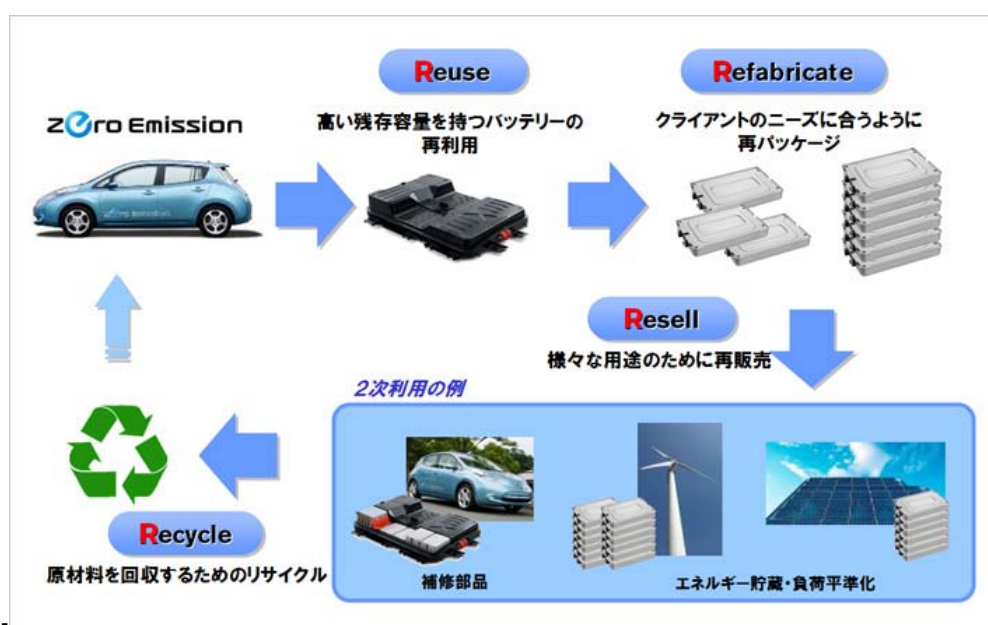 Reuse
Refabricate
Zero Emission
高い残存容量を持つバッテリーの
再利用
クライアントのニーズに合うように
再パッケージ
Zero Emission
Resell
様々な用途のために再販売
2次利用の例
Recycle
原材料を回収するためのリサイクル
補修部品
エネルギー貯蔵・負荷平準化